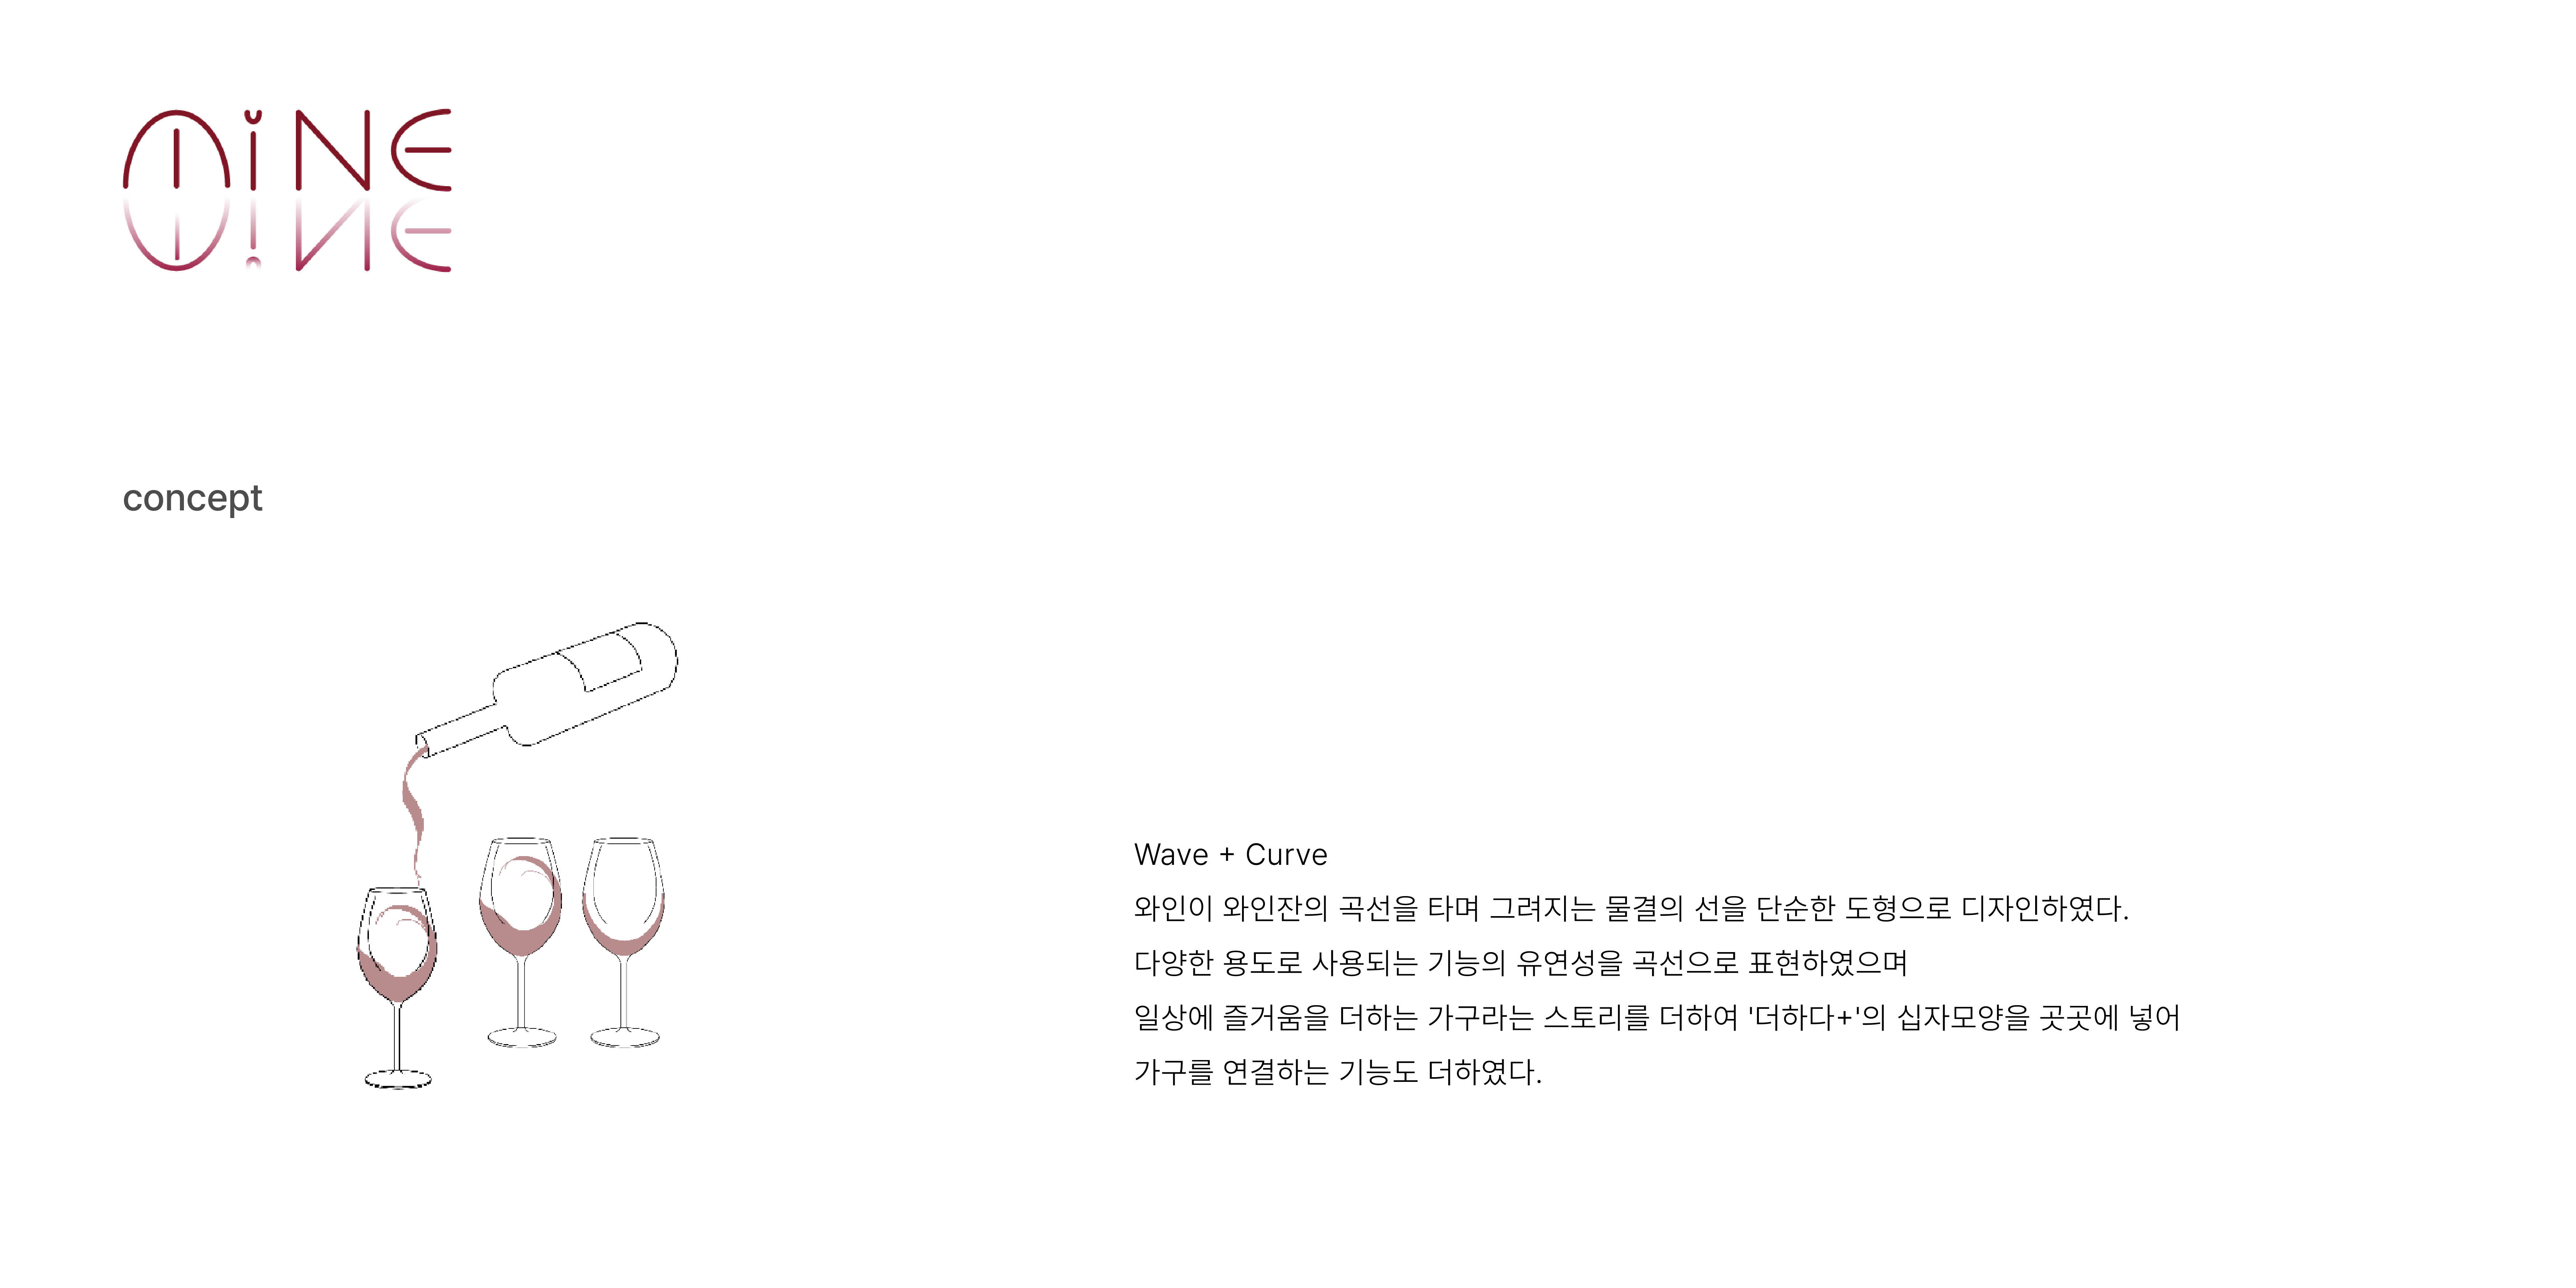 MiNE
concept
Wave + Curve
와인이 와인잔의 곡선을 타며 그려지는 물결의 선을 단순한 도형으로 디자인하였다.
다양한 용도로 사용되는 기능의 유연성을 곡선으로 표현하였으며
일상에 즐거움을 더하는 가구라는 스토리를 더하여 '더하다+'의 십자모양을 곳곳에 넣어
가구를 연결하는 기능도 더하였다.